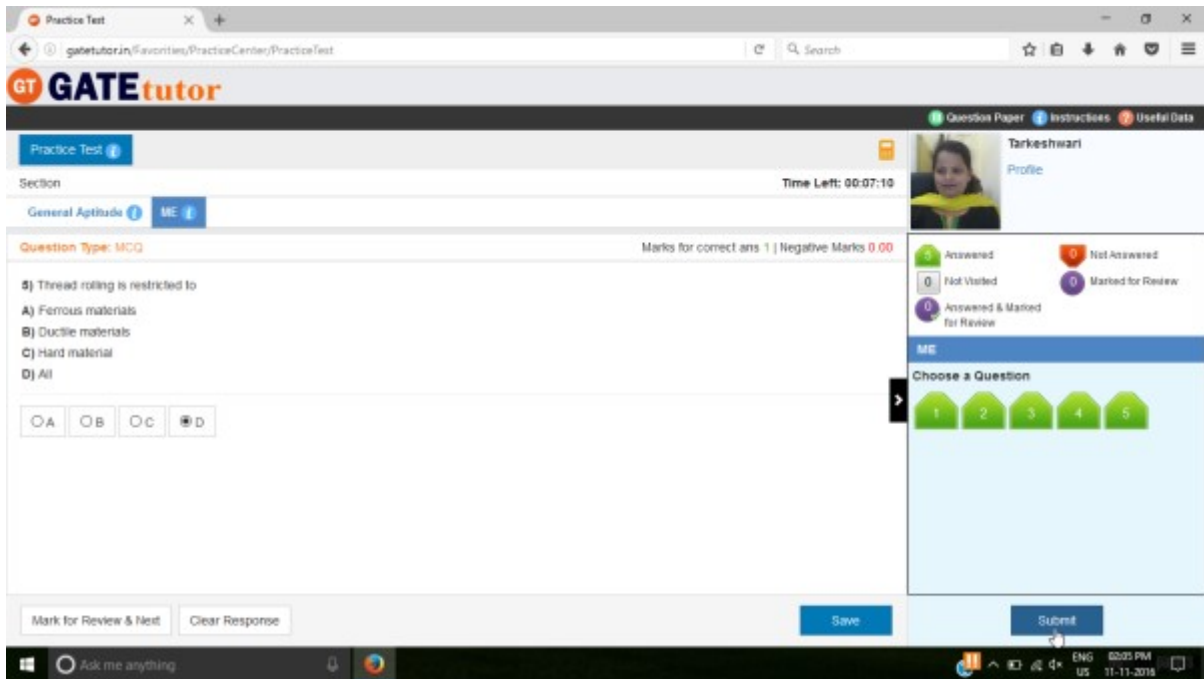 Practice Test
gatetutor.in/Favorities/PracticeCenter/PracticeTest
Search
GT GATEtutor
Question Paper Instructions Useful Data
Practice Test
Tarkeshwari
Profile
Section
Time Left: 00:07:10
General Aptitude ME
Question Type: MCQ
Marks for correct ans 1 | Negative Marks 0.00
5 Answered
0 Not Answered
0 Not Visited
0 Marked for Review
0 Answered & Marked
for Review
5) Thread rolling is restricted to
A) Ferrous materials
B) Ductile materials
C) Hard material
D) All
A B C D
ME
Choose a Question
1 2 3 4 5
Mark for Review & Next
Clear Response
Save
Submit
Ask me anything
ENG
US
02:05 PM
11-11-2016